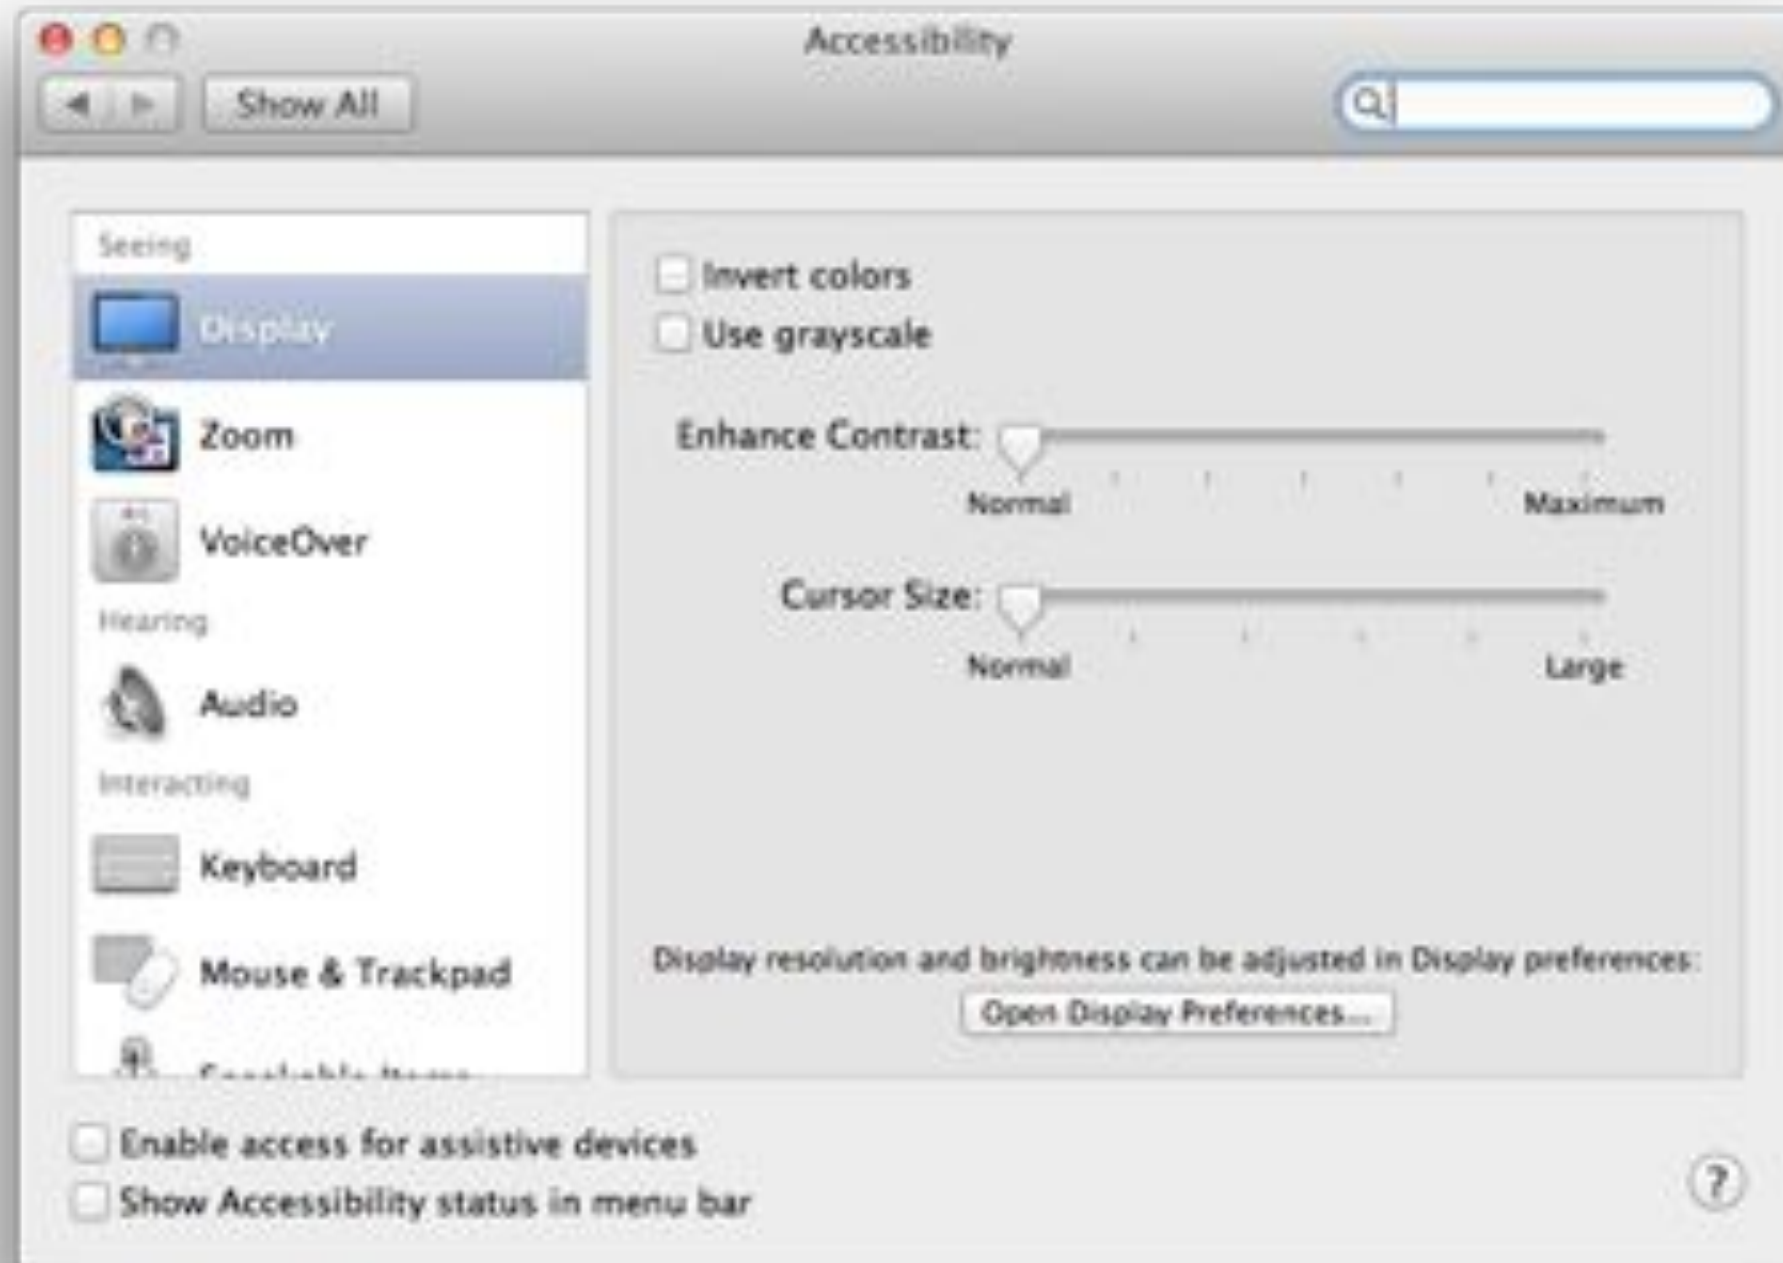 Accessibility
Show All
Seeing
Display
Zoom
VoiceOver
Hearing
Audio
Interacting
Keyboard
Mouse & Trackpad
Speakable Items
Invert colors
Use grayscale
Enhance Contrast:
Normal Maximum
Cursor Size:
Normal Large
Display resolution and brightness can be adjusted in Display preferences:
Open Display Preferences...
Enable access for assistive devices
Show Accessibility status in menu bar
?